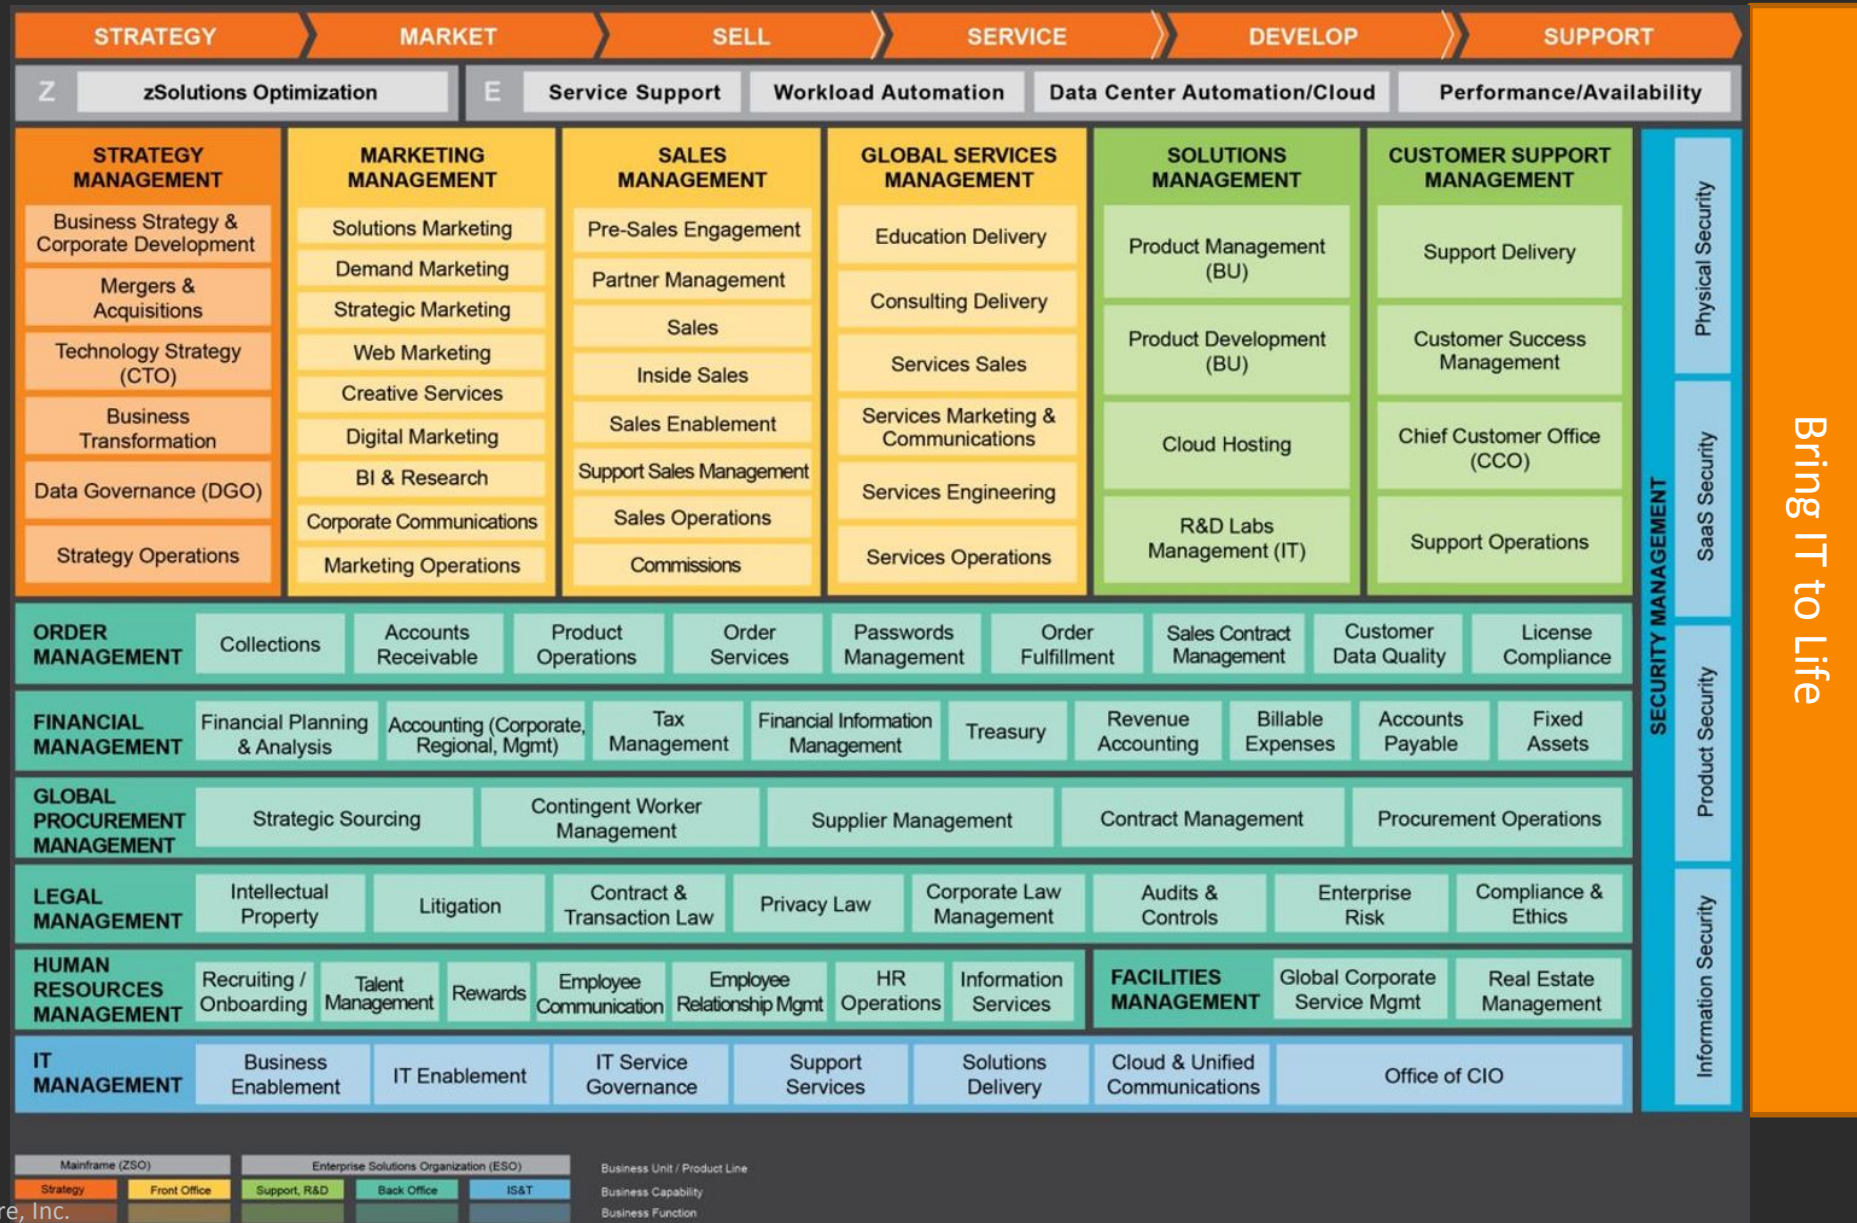 STRATEGY
MARKET
SELL
SERVICE
DEVELOP
SUPPORT
Z
zSolutions Optimization
E
Service Support
Workload Automation
Data Center Automation/Cloud
Performance/Availability
STRATEGY
MANAGEMENT
Business Strategy &
Corporate Development
Mergers &
Acquisitions
Technology Strategy
(CTO)
Business
Transformation
Data Governance (DGO)
Strategy Operations
MARKETING
MANAGEMENT
Solutions Marketing
Demand Marketing
Strategic Marketing
Web Marketing
Creative Services
Digital Marketing
BI & Research
Corporate Communications
Marketing Operations
SALES
MANAGEMENT
Pre-Sales Engagement
Partner Management
Sales
Inside Sales
Sales Enablement
Support Sales Management
Sales Operations
Commissions
GLOBAL SERVICES
MANAGEMENT
Education Delivery
Consulting Delivery
Services Sales
Services Marketing &
Communications
Services Engineering
Services Operations
SOLUTIONS
MANAGEMENT
Product Management
(BU)
Product Development
(BU)
Cloud Hosting
R&D Labs
Management (IT)
CUSTOMER SUPPORT
MANAGEMENT
Support Delivery
Customer Success
Management
Chief Customer Office
(CCO)
Support Operations
ORDER
MANAGEMENT
Collections
Accounts
Receivable
Product
Operations
Order
Services
Passwords
Management
Order
Fulfillment
Sales Contract
Management
Customer
Data Quality
License
Compliance
FINANCIAL
MANAGEMENT
Financial Planning
& Analysis
Accounting (Corporate,
Regional, Mgmt)
Tax
Management
Financial Information
Management
Treasury
Revenue
Accounting
Billable
Expenses
Accounts
Payable
Fixed
Assets
GLOBAL
PROCUREMENT
MANAGEMENT
Strategic Sourcing
Contingent Worker
Management
Supplier Management
Contract Management
Procurement Operations
LEGAL
MANAGEMENT
Intellectual
Property
Litigation
Contract &
Transaction Law
Privacy Law
Corporate Law
Management
Audits &
Controls
Enterprise
Risk
Compliance &
Ethics
HUMAN
RESOURCES
MANAGEMENT
Recruiting /
Onboarding
Talent
Management
Rewards
Employee
Communication
Employee
Relationship Mgmt
HR
Operations
Information
Services
FACILITIES
MANAGEMENT
Global Corporate
Service Mgmt
Real Estate
Management
IT
MANAGEMENT
Business
Enablement
IT Enablement
IT Service
Governance
Support
Services
Solutions
Delivery
Cloud & Unified
Communications
Office of CIO
SECURITY MANAGEMENT
Physical Security
SaaS Security
Product Security
Information Security
Bring IT to Life
Mainframe (ZSO)
Enterprise Solutions Organization (ESO)
Business Unit / Product Line
Strategy
Front Office
Support, R&D
Back Office
IS&T
Business Capability
Business Function
re, Inc.